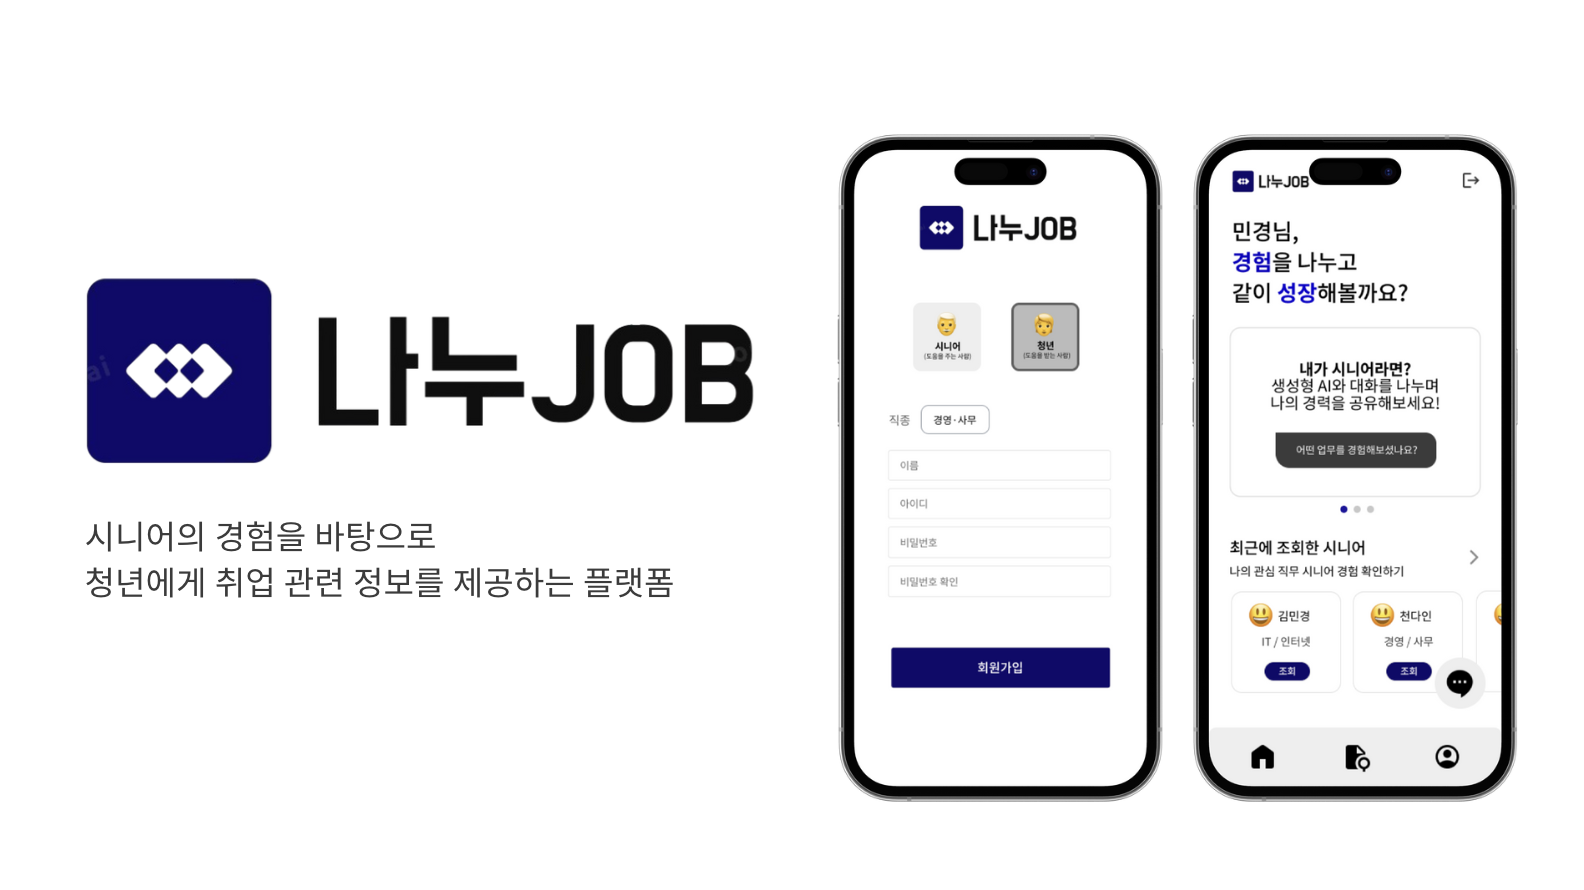 나누JOB
시니어의 경험을 바탕으로
청년에게 취업 관련 정보를 제공하는 플랫폼
나누JOB
시니어
(도움을 주는 사람)
청년
(도움을 받는 사람)
직종
경영·사무
이름
아이디
비밀번호
비밀번호 확인
회원가입
나누JOB
민경님,
경험을 나누고
같이 성장해볼까요?
내가 시니어라면?
생성형 AI와 대화를 나누며
나의 경력을 공유해보세요!
어떤 업무를 경험해보셨나요?
최근에 조회한 시니어
나의 관심 직무 시니어 경험 확인하기
김민경
IT / 인터넷
조회
천다인
경영 / 사무
조회